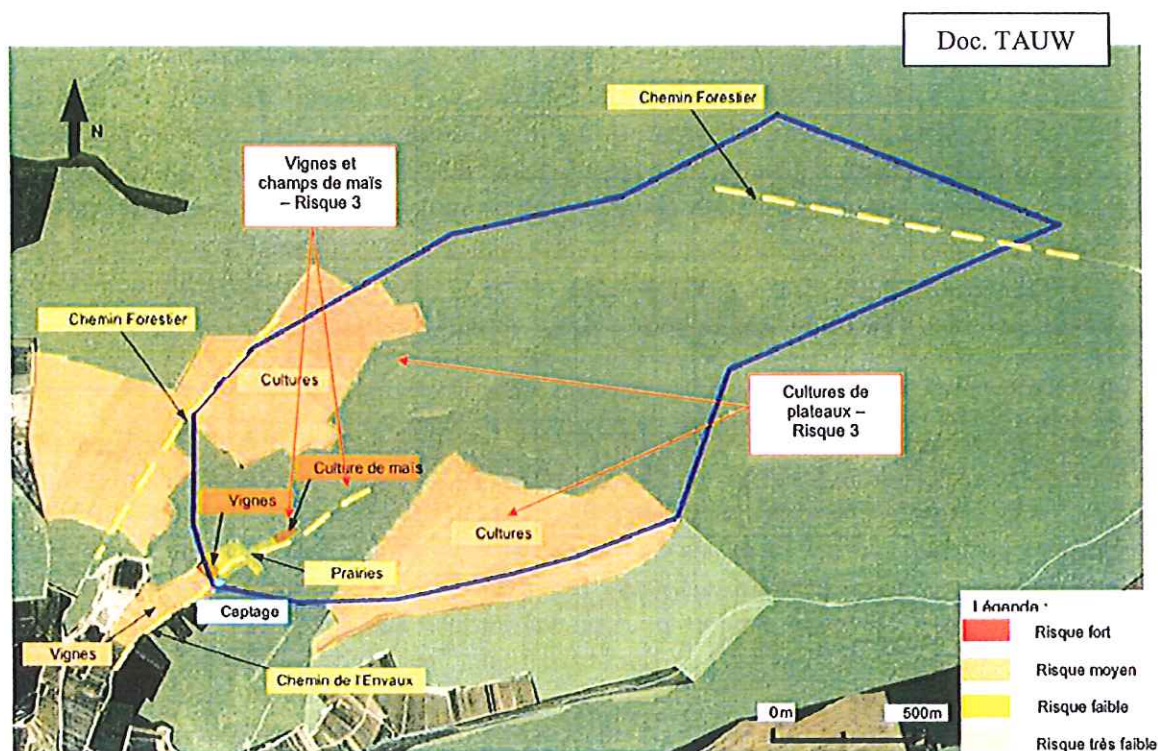 Doc. TAUW
Chemin Forestier
N
Vignes et
champs de maïs
– Risque 3
Chemin Forestier
Cultures
Cultures de
plateaux –
Risque 3
Culture de maïs
Vignes
Cultures
Prairies
Captage
Vignes
Chemin de l'Envaux
Légende :
Risque fort
Risque moyen
Risque faible
Risque très faible
0m
500m